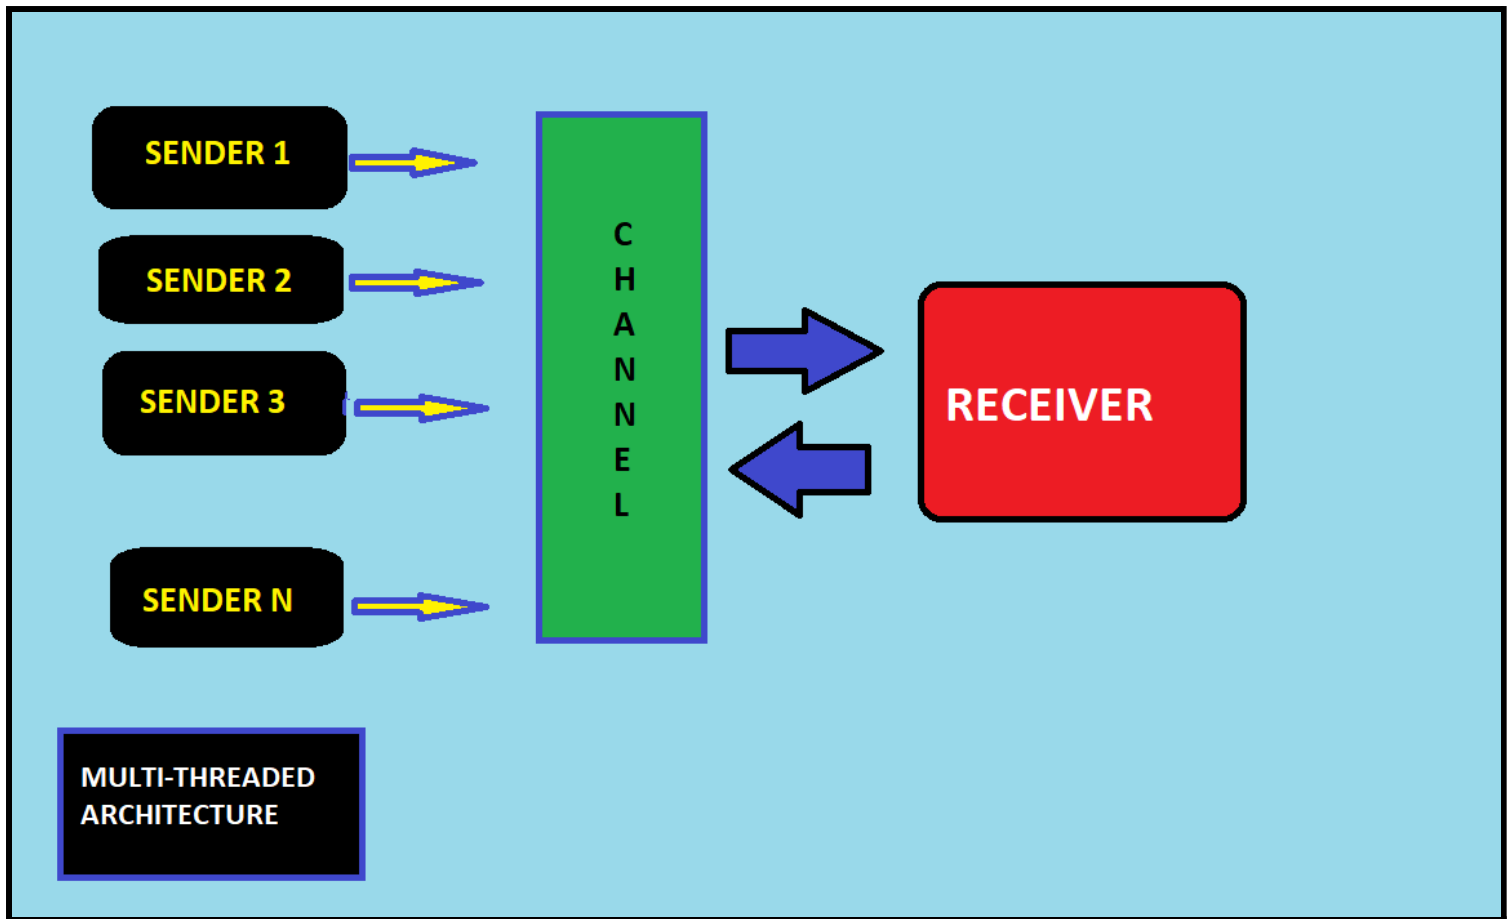 SENDER 1
SENDER 2
SENDER 3
SENDER N
C
H
A
N
N
E
L
RECEIVER
MULTI-THREADED
ARCHITECTURE